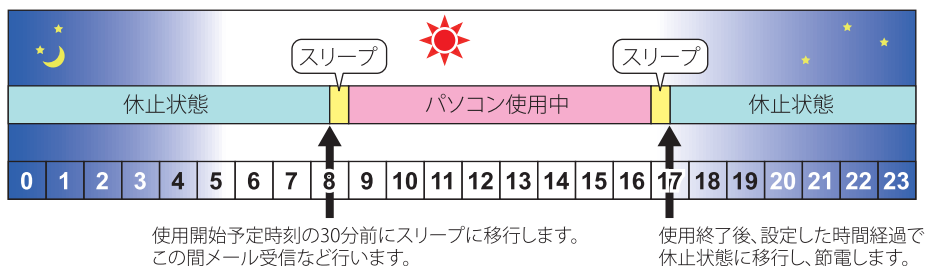 スリープ
スリープ
休止状態
パソコン使用中
休止状態
0 1 2 3 4 5 6 7 8 9 10 11 12 13 14 15 16 17 18 19 20 21 22 23
使用開始予定時刻の30分前にスリープに移行します。
この間メール受信など行います。
使用終了後、設定した時間経過で
休止状態に移行し、節電します。